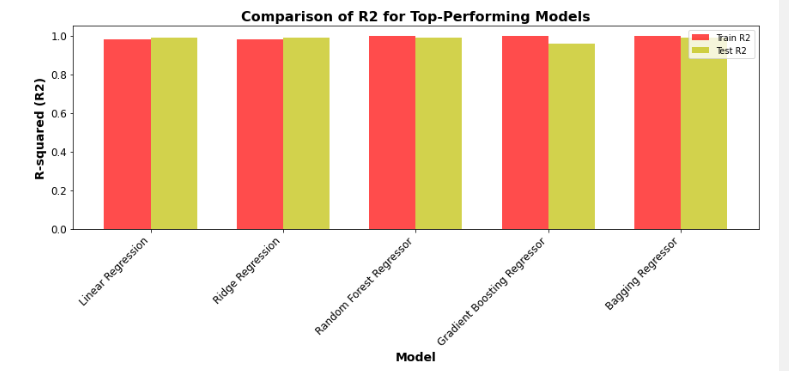 Comparison of R2 for Top-Performing Models
R-squared (R2)
1.0
0.8
0.6
0.4
0.2
0.0
Train R2
Test R2
Linear Regression
Ridge Regression
Random Forest Regressor
Gradient Boosting Regressor
Bagging Regressor
Model